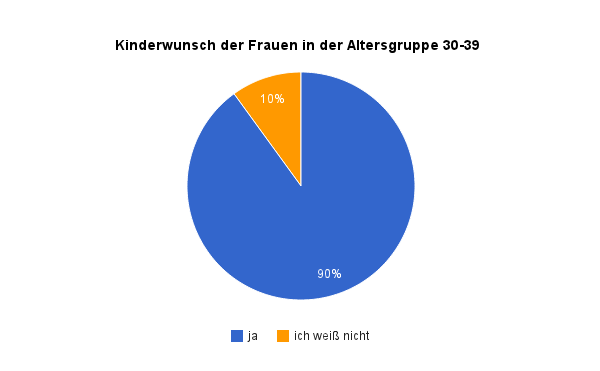 Kinderwunsch der Frauen in der Altersgruppe 30-39
10%
90%
ja
ich weiß nicht